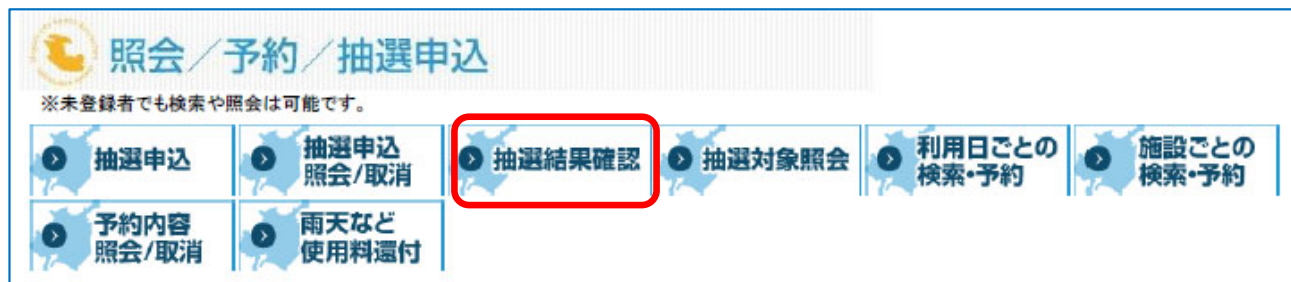 照会／予約／抽選申込
※未登録者でも検索や照会は可能です。
抽選申込
抽選申込
照会/取消
抽選結果確認
抽選対象照会
利用日ごとの
検索・予約
施設ごとの
検索・予約
予約内容
照会/取消
雨天など
使用料還付